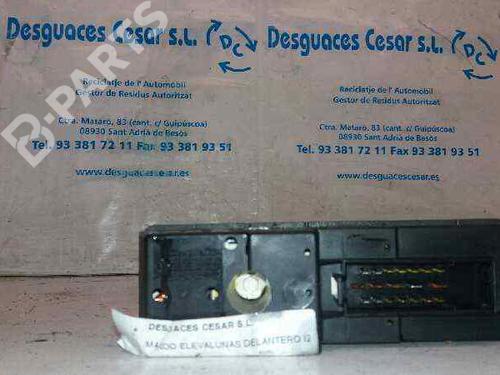 Desguaces Cesar S.L.
DC
Reciclatje de l' Automobil
Gestor de Residus Autoritzat
Ctra. Mataro, 83 (cant. c/ Guipúscoa)
08930 Sant Adrià de Besòs
Tel. 93 381 72 11 Fax 93 381 93 51
www.desguacescesar.es
Desguaces Cesar S.L.
DC
Reciclatje de l' Automobil
Gestor de Residus Autoritzat
Ctra. Mataro, 83 (cant. c/ Guipúscoa)
08930 Sant Adrià de Besòs
Tel. 93 381 72 11 Fax 93 381 93 51
www.desguacescesar.es
B-PARTS
DESGUACES CESAR S.L.
MANDO ELEVALUNAS DELANTERO IZ